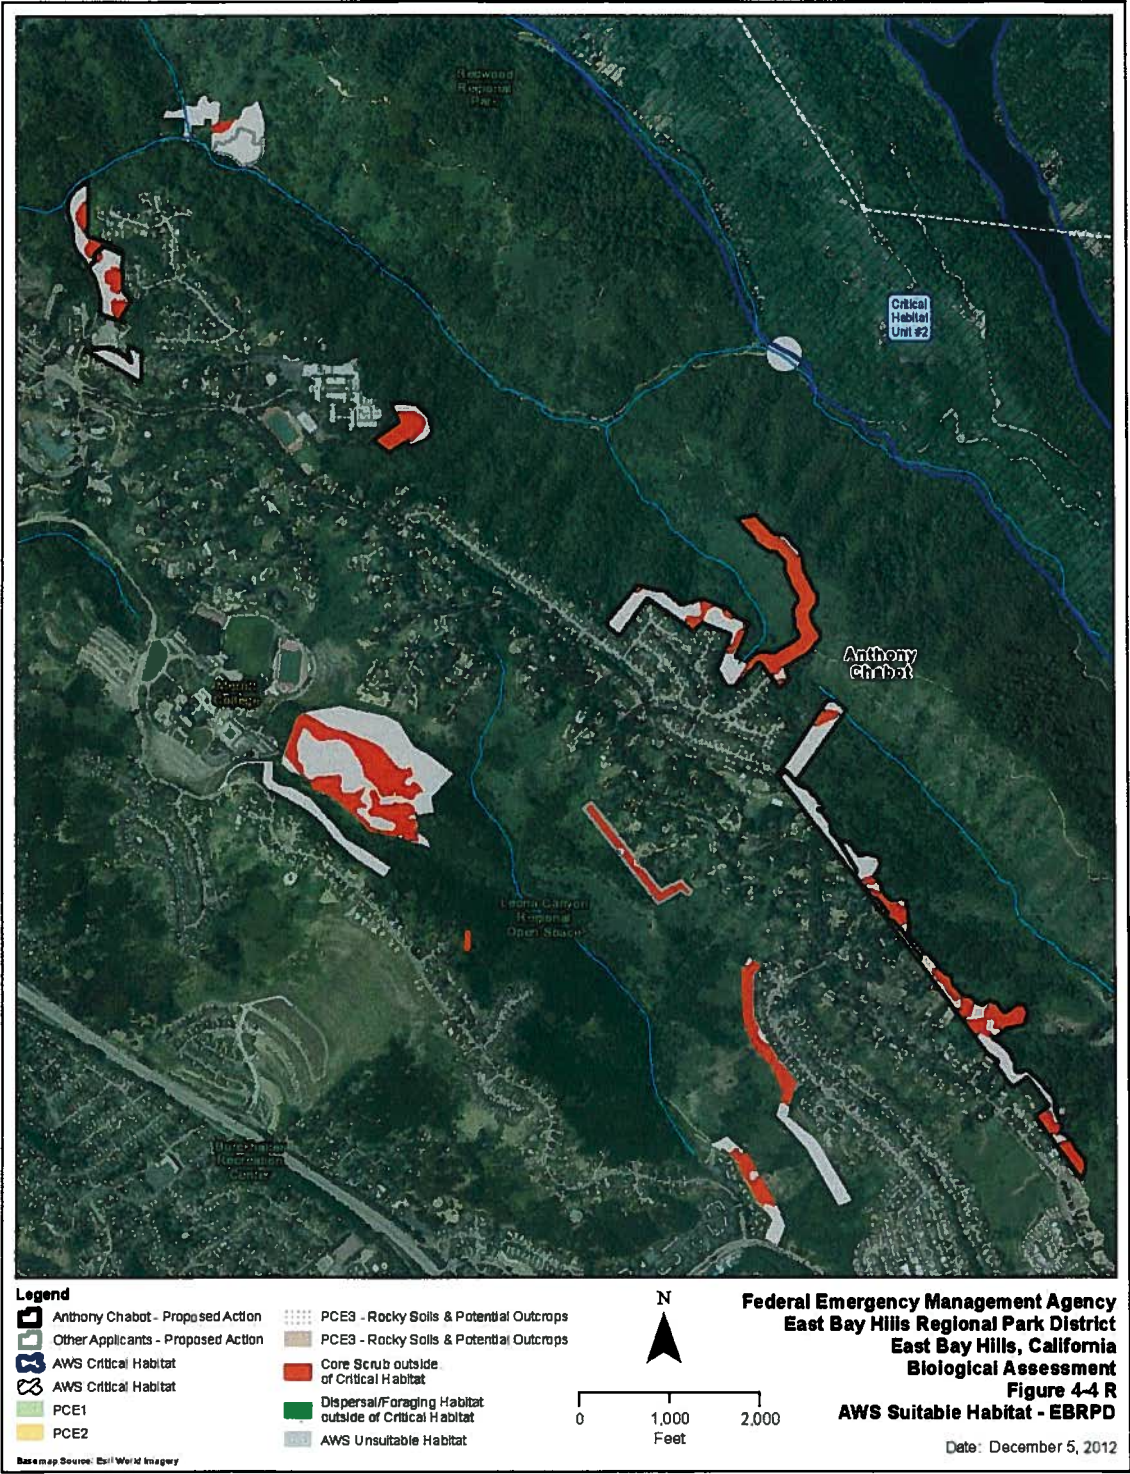 Redwood
Regional
Park
Critical
Habitat
Unit #2
Anthony
Chabot
Merritt
College
Leona Canyon
Regional
Open Space
Recreation
Center
Legend
Anthony Chabot - Proposed Action
Other Applicants - Proposed Action
AWS Critical Habitat
AWS Critical Habitat
PCE1
PCE2
PCE3 - Rocky Soils & Potential Outcrops
PCE3 - Rocky Soils & Potential Outcrops
Core Scrub outside
of Critical Habitat
Dispersal/Foraging Habitat
outside of Critical Habitat
AWS Unsuitable Habitat
Basemap Source: Esri World Imagery
N
0 1,000 2,000
Feet
Federal Emergency Management Agency
East Bay Hills Regional Park District
East Bay Hills, California
Biological Assessment
Figure 4-4 R
AWS Suitable Habitat - EBRPD
Date: December 5, 2012